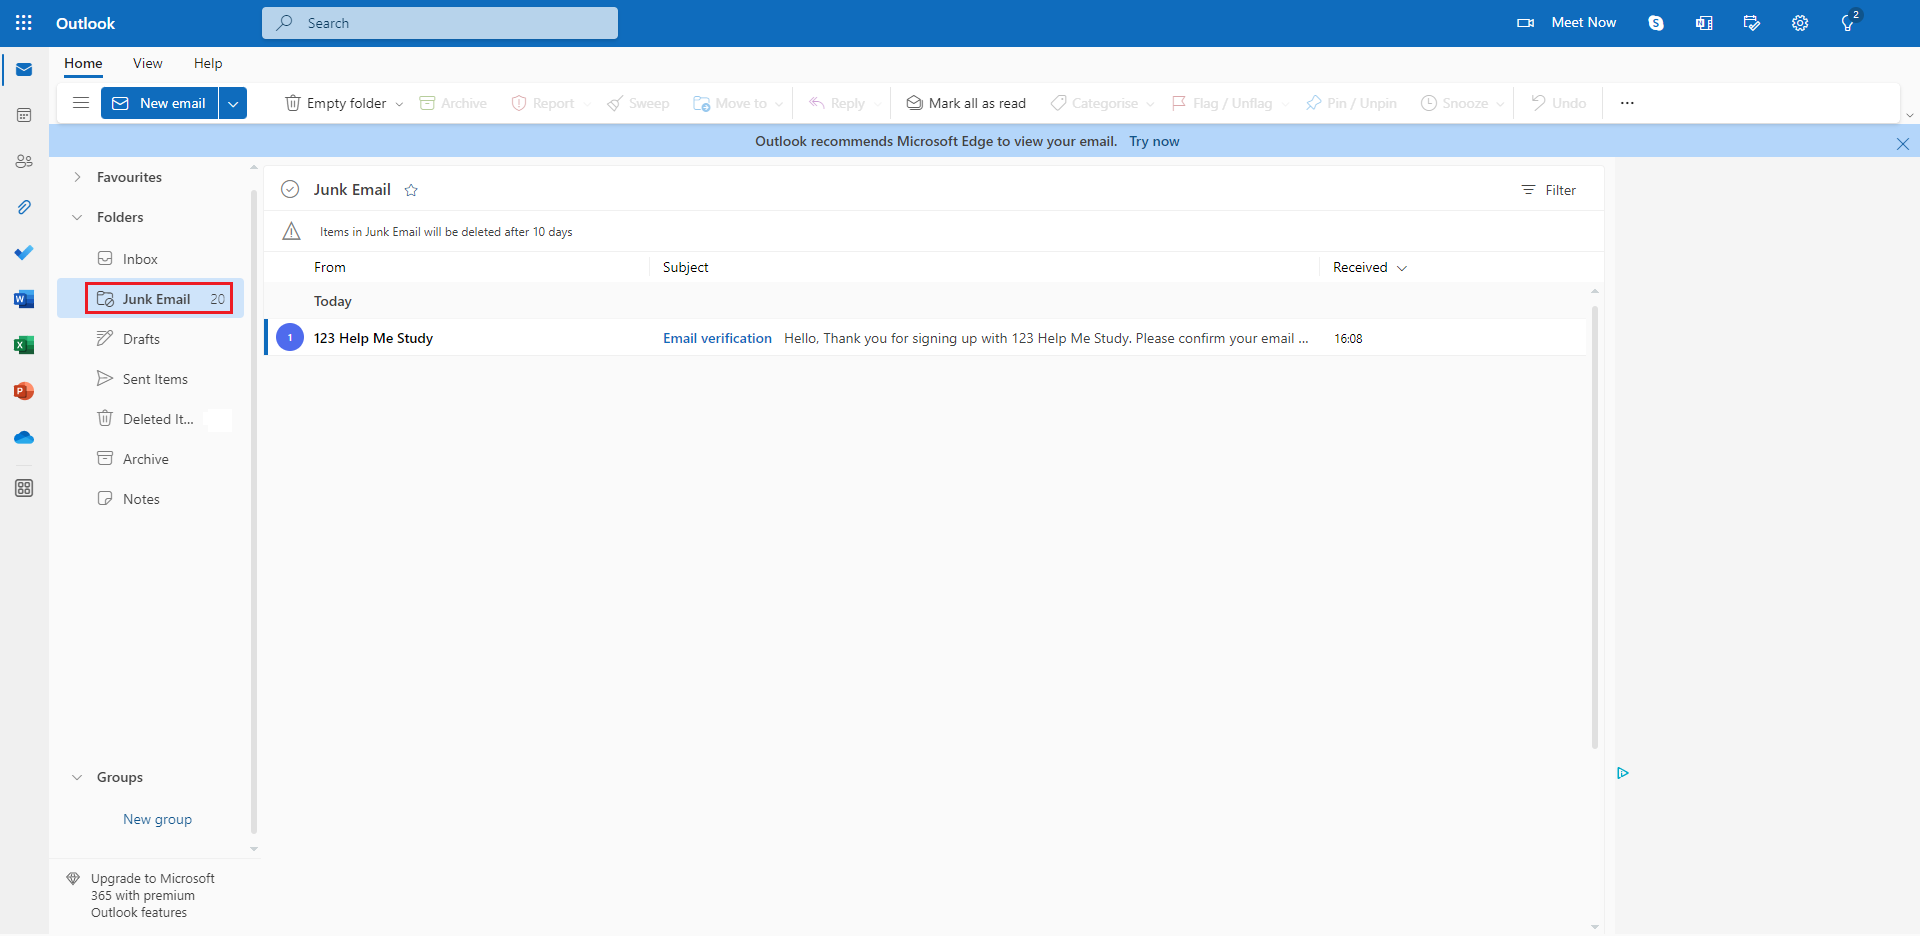 Outlook
Search
Meet Now
2
Home View Help
New email
Empty folder Archive Report Sweep Move to Reply Mark all as read Categorise Flag / Unflag Pin / Unpin Snooze Undo ...
Outlook recommends Microsoft Edge to view your email. Try now
Favourites
Folders
Inbox
Junk Email 20
Drafts
Sent Items
Deleted It...
Archive
Notes
Groups
New group
Upgrade to Microsoft
365 with premium
Outlook features
Junk Email
Filter
Items in Junk Email will be deleted after 10 days
From Subject Received
Today
1 123 Help Me Study Email verification Hello, Thank you for signing up with 123 Help Me Study. Please confirm your email ... 16:08